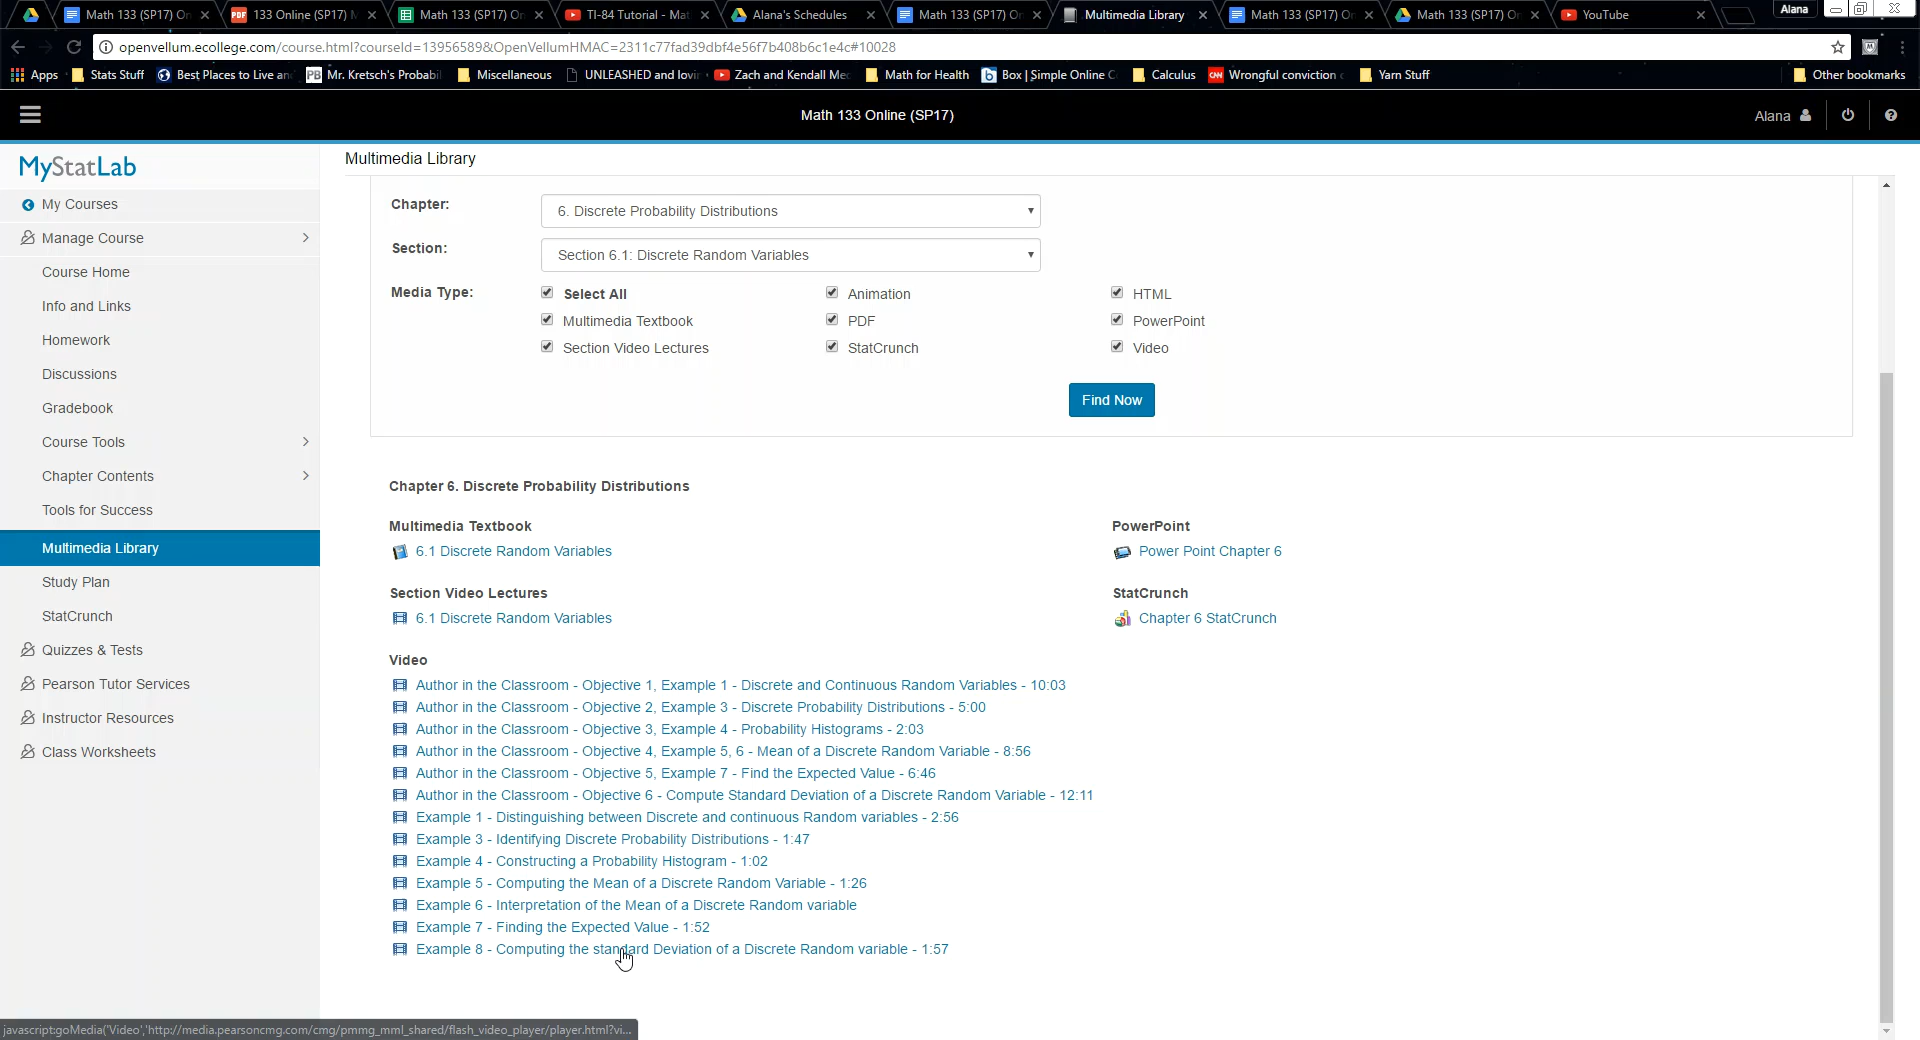 Math 133 (SP17) On
133 Online (SP17) M
Math 133 (SP17) On
TI-84 Tutorial - Mat
Alana's Schedules
Math 133 (SP17) On
Multimedia Library
Math 133 (SP17) On
Math 133 (SP17) On
YouTube
Alana
openvellum.ecollege.com/course.html?courseId=13956589&OpenVellumHMAC=2311c77fad39dbf4e56f7b408b6c1e4c#10028
Apps
Stats Stuff
Best Places to Live an
PB Mr. Kretsch's Probabil
Miscellaneous
UNLEASHED and lovin
Zach and Kendall Me
Math for Health
Box | Simple Online C
Calculus
CNN Wrongful conviction
Yarn Stuff
Other bookmarks
Math 133 Online (SP17)
Alana
MyStatLab
My Courses
Manage Course
Course Home
Info and Links
Homework
Discussions
Gradebook
Course Tools
Chapter Contents
Tools for Success
Multimedia Library
Study Plan
StatCrunch
Quizzes & Tests
Pearson Tutor Services
Instructor Resources
Class Worksheets
Multimedia Library
Chapter: 6. Discrete Probability Distributions
Section: Section 6.1: Discrete Random Variables
Media Type: Select All Animation HTML
Multimedia Textbook PDF PowerPoint
Section Video Lectures StatCrunch Video
Find Now
Chapter 6. Discrete Probability Distributions
Multimedia Textbook
6.1 Discrete Random Variables
PowerPoint
Power Point Chapter 6
Section Video Lectures
6.1 Discrete Random Variables
StatCrunch
Chapter 6 StatCrunch
Video
Author in the Classroom - Objective 1, Example 1 - Discrete and Continuous Random Variables - 10:03
Author in the Classroom - Objective 2, Example 3 - Discrete Probability Distributions - 5:00
Author in the Classroom - Objective 3, Example 4 - Probability Histograms - 2:03
Author in the Classroom - Objective 4, Example 5, 6 - Mean of a Discrete Random Variable - 8:56
Author in the Classroom - Objective 5, Example 7 - Find the Expected Value - 6:46
Author in the Classroom - Objective 6 - Compute Standard Deviation of a Discrete Random Variable - 12:11
Example 1 - Distinguishing between Discrete and continuous Random variables - 2:56
Example 3 - Identifying Discrete Probability Distributions - 1:47
Example 4 - Constructing a Probability Histogram - 1:02
Example 5 - Computing the Mean of a Discrete Random Variable - 1:26
Example 6 - Interpretation of the Mean of a Discrete Random variable
Example 7 - Finding the Expected Value - 1:52
Example 8 - Computing the standard Deviation of a Discrete Random variable - 1:57
javascript:goMedia('Video','http://media.pearsoncmg.com/cmg/pmmg_mml_shared/flash_video_player/player.html?vi...